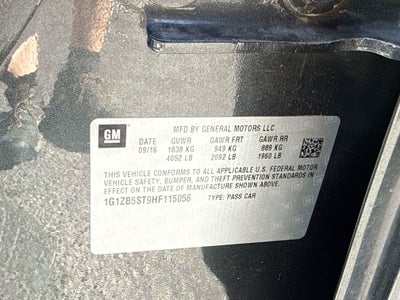 GM
MFD BY GENERAL MOTORS LLC
DATE GVWR GAWR FRT GAWR RR
09/16 1838 KG 949 KG 889 KG
4052 LB 2092 LB 1960 LB
THIS VEHICLE CONFORMS TO ALL APPLICABLE U.S. FEDERAL MOTOR
VEHICLE SAFETY, BUMPER, AND THEFT PREVENTION STANDARDS IN
EFFECT ON THE DATE OF MANUFACTURE SHOWN ABOVE.
1G1ZB5ST9HF115056 TYPE: PASS CAR